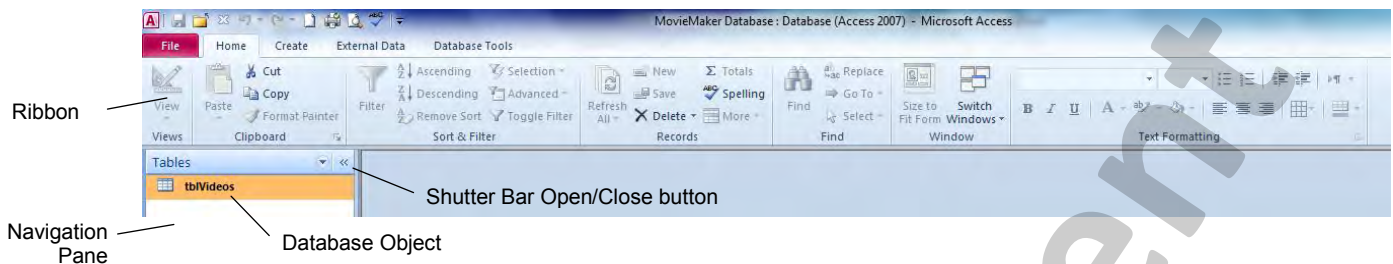 A MovieMaker Database : Database (Access 2007) - Microsoft Access
File Home Create External Data Database Tools
View Paste Cut Copy Format Painter Filter Ascending Descending Remove Sort Selection Advanced Toggle Filter Refresh All New Save Delete Σ Totals Spelling More Find Replace Go To Select Size to Fit Form Switch Windows B I U A
Views Clipboard Sort & Filter Records Find Window Text Formatting
Ribbon
Tables
tblVideos
Shutter Bar Open/Close button
Navigation
Pane
Database Object